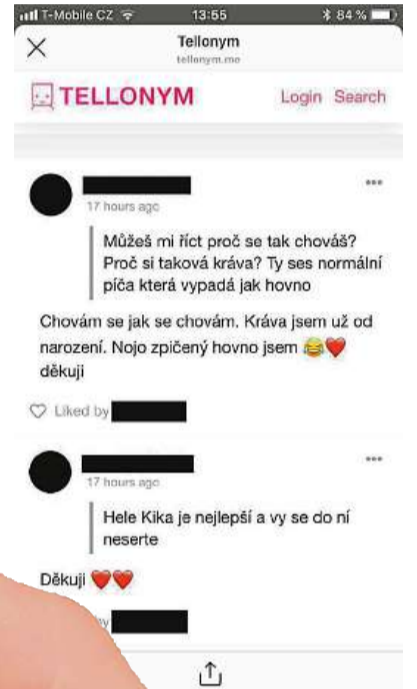 T-Mobile CZ 13:55 84 %
Tellonym
tellonym.me
TELLONYM Login Search
17 hours ago
Můžeš mi říct proč se tak chováš?
Proč si taková kráva? Ty ses normální
píča která vypadá jak hovno
Chovám se jak se chovám. Kráva jsem už od
narození. Nojo zpičený hovno jsem 😂❤️
děkuji
Liked by
17 hours ago
Hele Kika je nejlepší a vy se do ní
neserte
Děkuji ❤️❤️
by